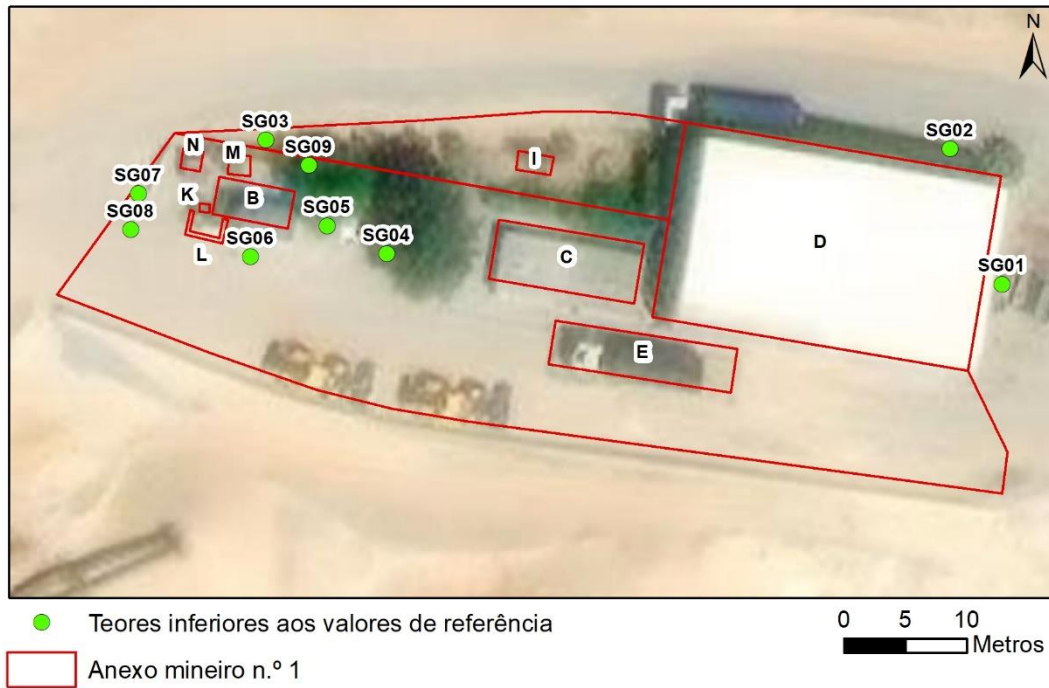 N
SG03
SG02
N
M
SG09
I
SG07
K
B
SG05
SG08
SG06
SG04
L
C
D
SG01
E
Teores inferiores aos valores de referência
0 5 10
Metros
Anexo mineiro n.º 1